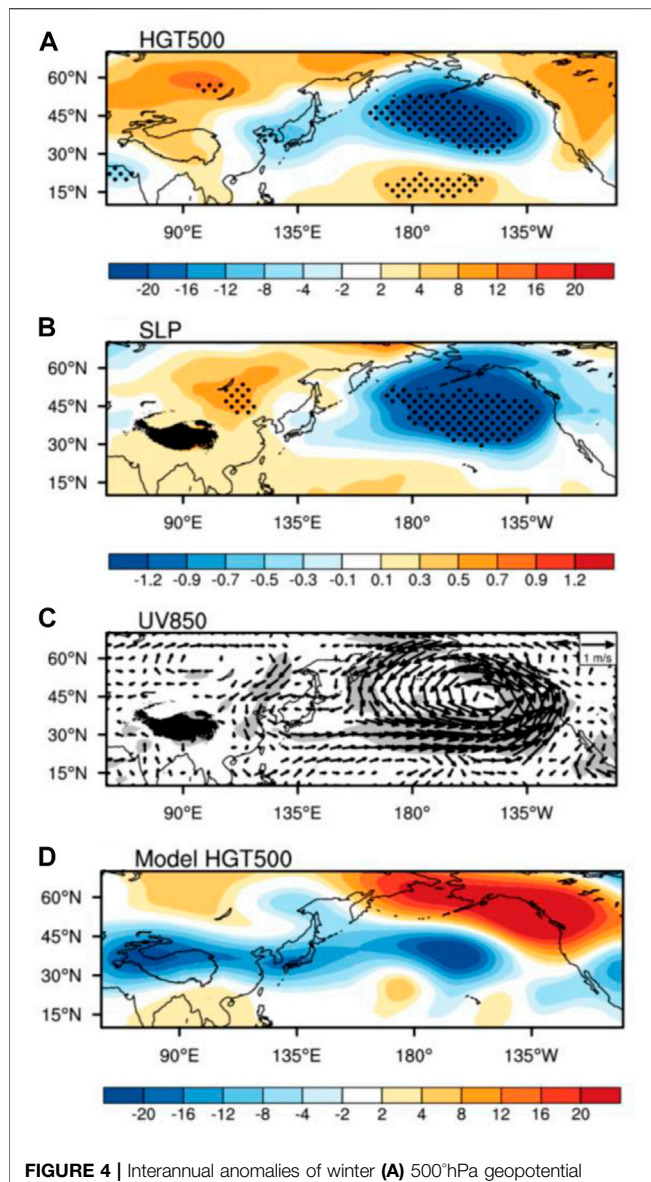 A HGT500
60°N
45°N
30°N
15°N
90°E 135°E 180° 135°W
-20 -16 -12 -8 -4 -2 2 4 8 12 16 20
B SLP
60°N
45°N
30°N
15°N
90°E 135°E 180° 135°W
-1.2 -0.9 -0.7 -0.5 -0.3 -0.1 0.1 0.3 0.5 0.7 0.9 1.2
C UV850
1 m/s
60°N
45°N
30°N
15°N
90°E 135°E 180° 135°W
D Model HGT500
60°N
45°N
30°N
15°N
90°E 135°E 180° 135°W
-20 -16 -12 -8 -4 -2 2 4 8 12 16 20
FIGURE 4 | Interannual anomalies of winter (A) 500°hPa geopotential